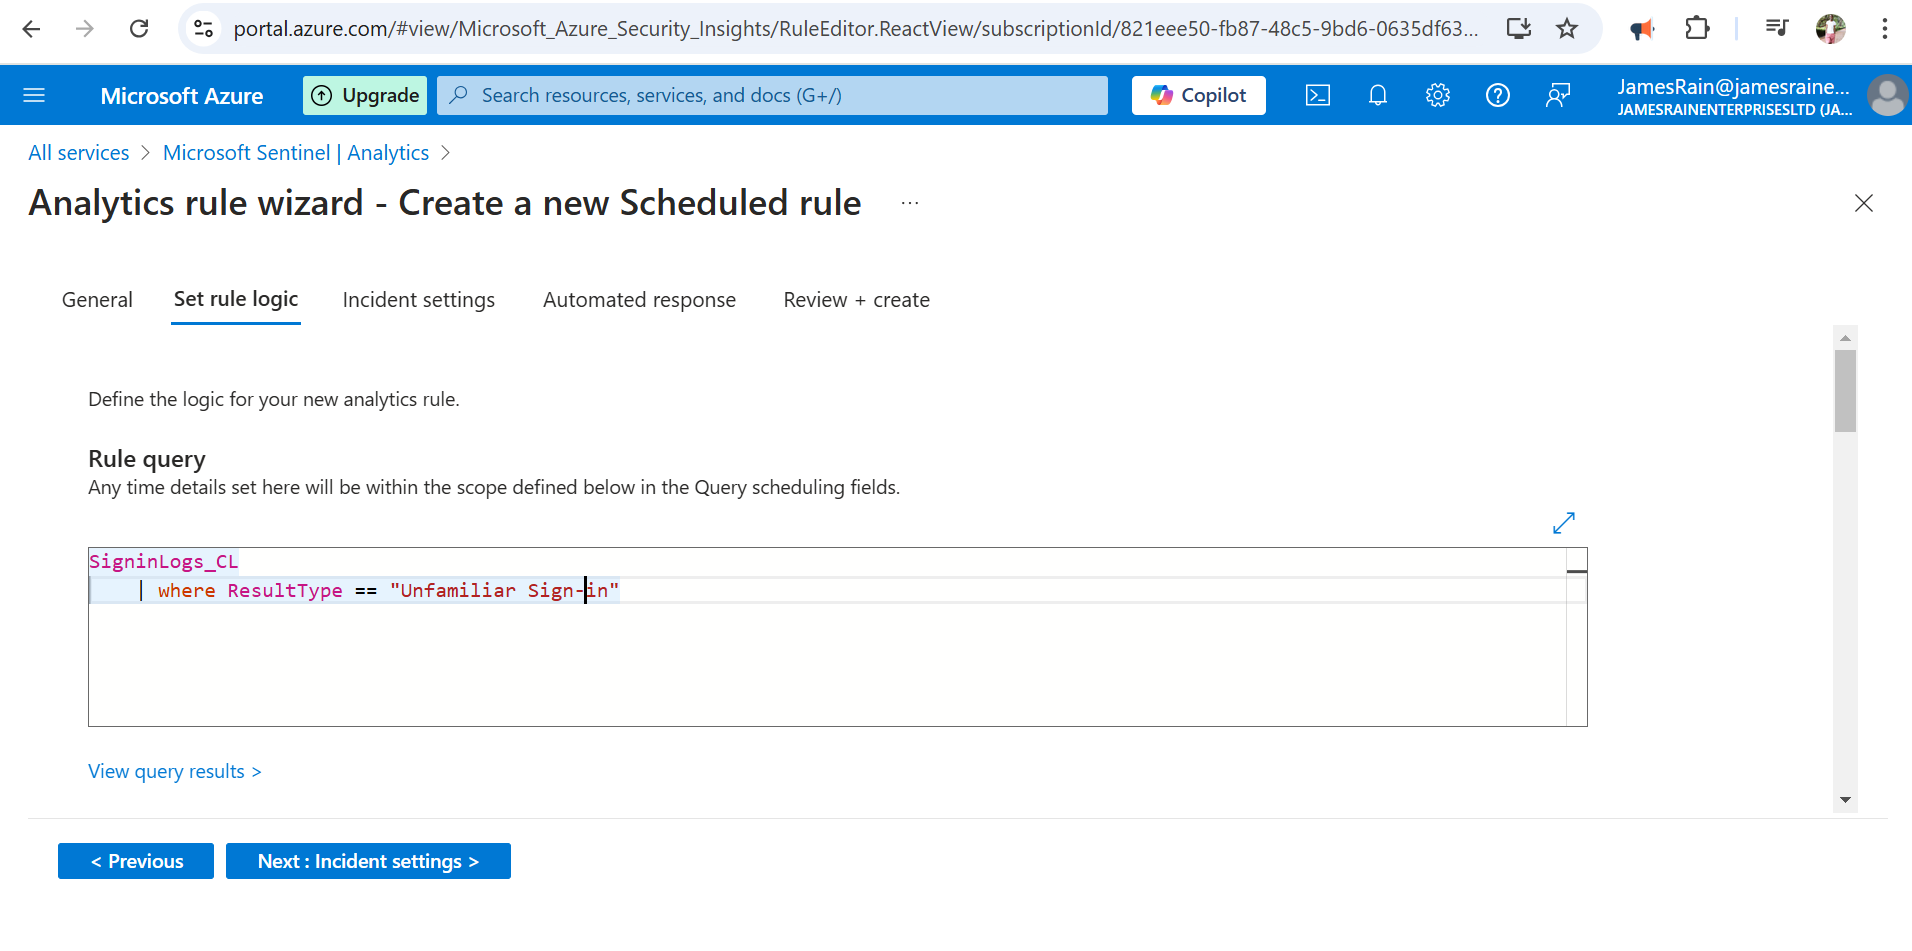 portal.azure.com/#view/Microsoft_Azure_Security_Insights/RuleEditor.ReactView/subscriptionId/821eee50-fb87-48c5-9bd6-0635df63...
Microsoft Azure
Upgrade
Search resources, services, and docs (G+/)
Copilot
JamesRain@jamesraine...
JAMESRAINENTERPRISESLTD (JA...
All services > Microsoft Sentinel | Analytics >
Analytics rule wizard - Create a new Scheduled rule ...
General
Set rule logic
Incident settings
Automated response
Review + create
Define the logic for your new analytics rule.
Rule query
Any time details set here will be within the scope defined below in the Query scheduling fields.
SigninLogs_CL
| where ResultType == "Unfamiliar Sign-in"
View query results >
< Previous
Next : Incident settings >